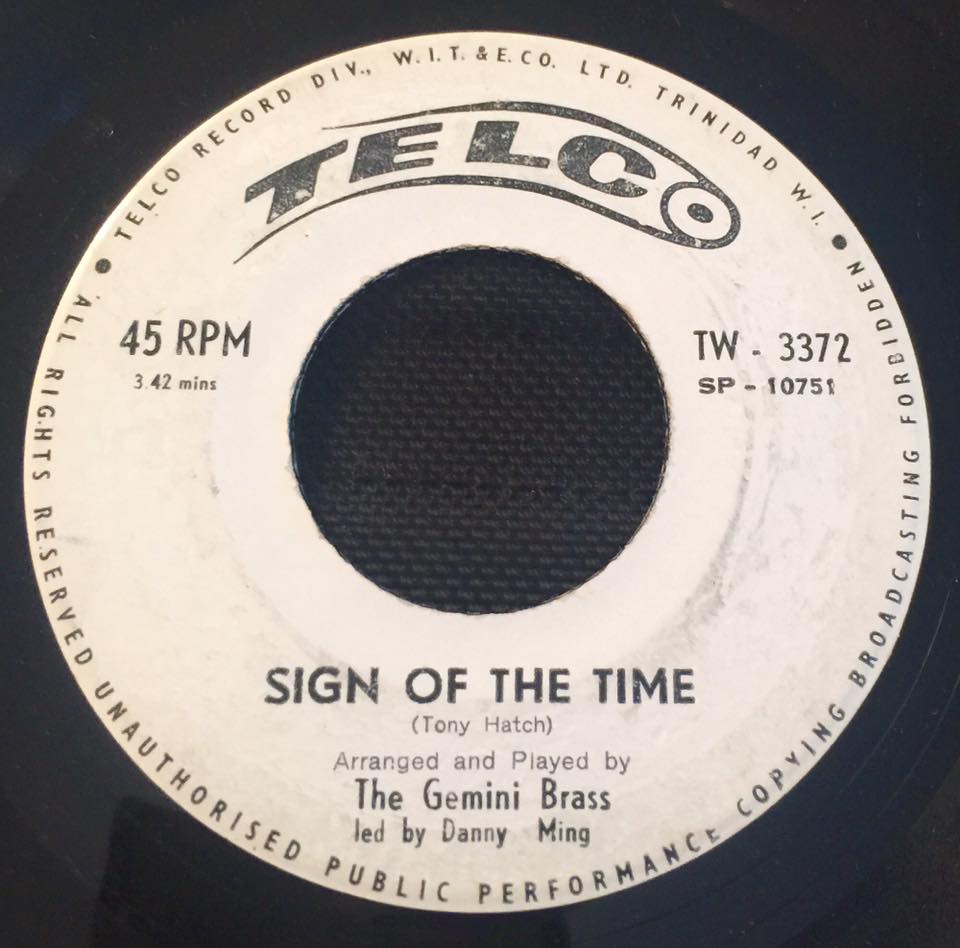 TELCO RECORD DIV., W.I.T. & E. CO. LTD. TRINIDAD W.I.
TELCO
45 RPM
3.42 mins
TW - 3372
SP - 10751
SIGN OF THE TIME
(Tony Hatch)
Arranged and Played by
The Gemini Brass
led by Danny Ming
ALL RIGHTS RESERVED UNAUTHORISED PUBLIC PERFORMANCE COPYING BROADCASTING FORBIDDEN